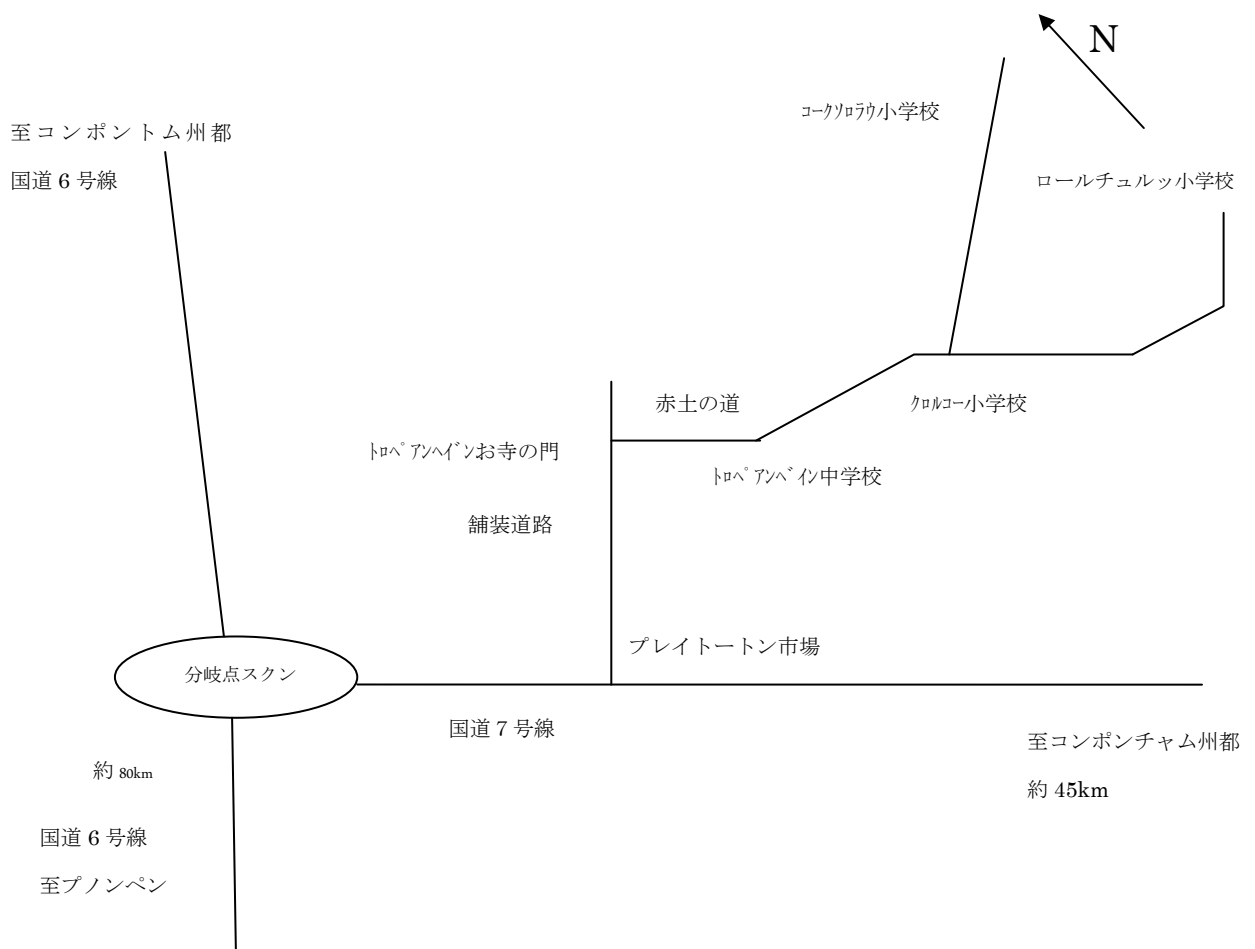 N
コークソロラウ小学校
至コンポントム州都
国道 6 号線
ロールチュルッ小学校
赤土の道
クロルコー小学校
ﾄﾛﾍﾟｱﾝﾍｲﾞﾝお寺の門
ﾄﾛﾍﾟｱﾝﾍﾞｲﾝ中学校
舗装道路
プレイトートン市場
分岐点スクン
国道 7 号線
至コンポンチャム州都
約 45km
約 80km
国道 6 号線
至プノンペン